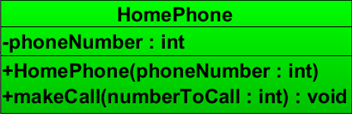 HomePhone
-phoneNumber : int
+HomePhone(phoneNumber : int)
+makeCall(numberToCall : int) : void